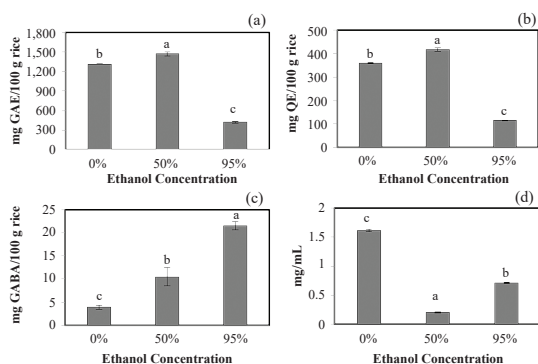 (a)
mg GAE/100 g rice
1,800
1,500
1,200
900
600
300
0
b
a
c
0% 50% 95%
Ethanol Concentration
(b)
mg QE/100 g rice
500
400
300
200
100
0
b
a
c
0% 50% 95%
Ethanol Concentration
(c)
mg GABA/100 g rice
25
20
15
10
5
0
c
b
a
0% 50% 95%
Ethanol Concentration
(d)
mg/mL
2
1.5
1
0.5
0
c
a
b
0% 50% 95%
Ethanol Concentration